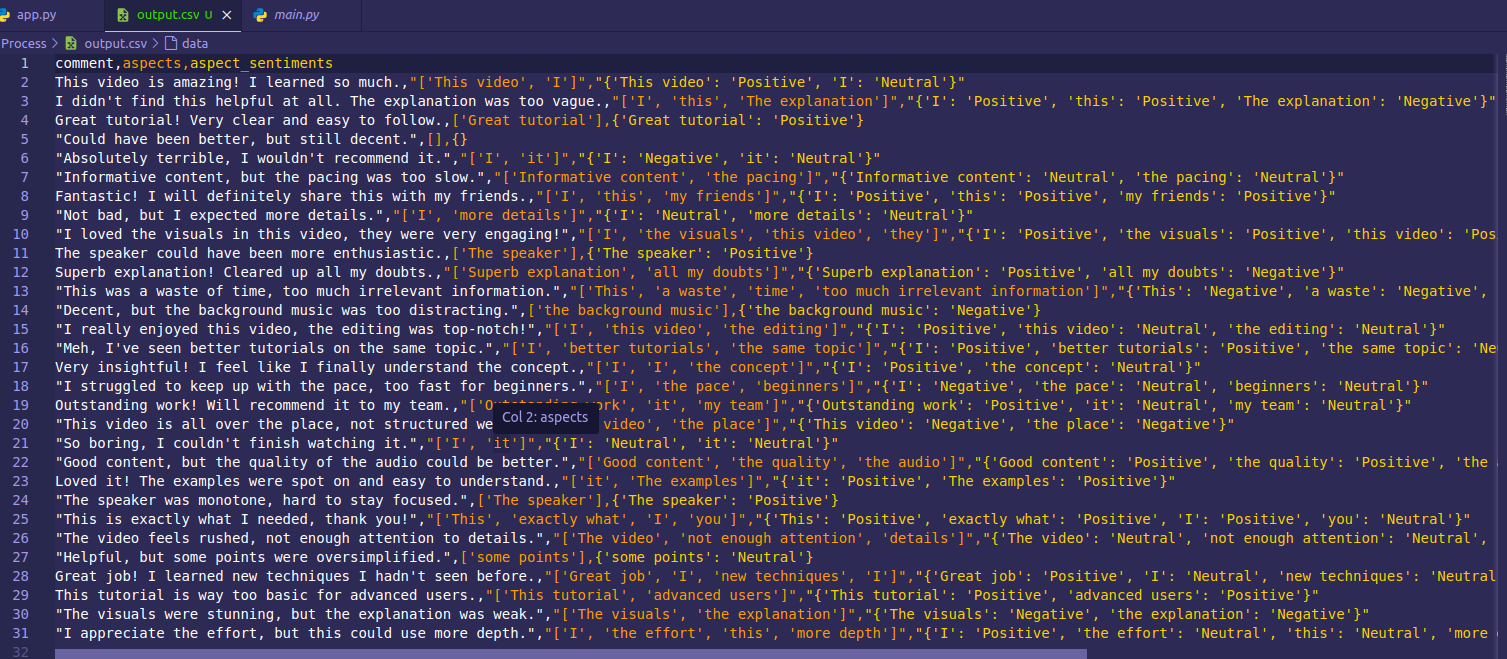 app.py
output.csv U
main.py
Process > output.csv > data
1 comment,aspects,aspect_sentiments
2 This video is amazing! I learned so much.,"['This video', 'I']","{'This video': 'Positive', 'I': 'Neutral'}"
3 I didn't find this helpful at all. The explanation was too vague.,"['I', 'this', 'The explanation']","{'I': 'Positive', 'this': 'Positive', 'The explanation': 'Negative'}"
4 Great tutorial! Very clear and easy to follow.,['Great tutorial'],{'Great tutorial': 'Positive'}
5 "Could have been better, but still decent.",[],{}
6 "Absolutely terrible, I wouldn't recommend it.","['I', 'it']","{'I': 'Negative', 'it': 'Neutral'}"
7 "Informative content, but the pacing was too slow.","['Informative content', 'the pacing']","{'Informative content': 'Neutral', 'the pacing': 'Neutral'}"
8 Fantastic! I will definitely share this with my friends.,"['I', 'this', 'my friends']","{'I': 'Positive', 'this': 'Positive', 'my friends': 'Positive'}"
9 "Not bad, but I expected more details.","['I', 'more details']","{'I': 'Neutral', 'more details': 'Neutral'}"
10 "I loved the visuals in this video, they were very engaging!","['I', 'the visuals', 'this video', 'they']","{'I': 'Positive', 'the visuals': 'Positive', 'this video': 'Pos
11 The speaker could have been more enthusiastic.,['The speaker'],{'The speaker': 'Positive'}
12 Superb explanation! Cleared up all my doubts.,"['Superb explanation', 'all my doubts']","{'Superb explanation': 'Positive', 'all my doubts': 'Negative'}"
13 "This was a waste of time, too much irrelevant information.","['This', 'a waste', 'time', 'too much irrelevant information']","{'This': 'Negative', 'a waste': 'Negative',
14 "Decent, but the background music was too distracting.",['the background music'],{'the background music': 'Negative'}
15 "I really enjoyed this video, the editing was top-notch!","['I', 'this video', 'the editing']","{'I': 'Positive', 'this video': 'Neutral', 'the editing': 'Neutral'}"
16 "Meh, I've seen better tutorials on the same topic.","['I', 'better tutorials', 'the same topic']","{'I': 'Positive', 'better tutorials': 'Positive', 'the same topic': 'Ne
17 Very insightful! I feel like I finally understand the concept.,"['I', 'I', 'the concept']","{'I': 'Positive', 'the concept': 'Neutral'}"
18 "I struggled to keep up with the pace, too fast for beginners.","['I', 'the pace', 'beginners']","{'I': 'Negative', 'the pace': 'Neutral', 'beginners': 'Neutral'}"
19 Outstanding work! Will recommend it to my team.,"['Outstanding work', 'it', 'my team']","{'Outstanding work': 'Positive', 'it': 'Neutral', 'my team': 'Neutral'}"
Col 2: aspects
20 "This video is all over the place, not structured we video', 'the place']","{'This video': 'Negative', 'the place': 'Negative'}"
21 "So boring, I couldn't finish watching it.","['I', 'it']","{'I': 'Neutral', 'it': 'Neutral'}"
22 "Good content, but the quality of the audio could be better.","['Good content', 'the quality', 'the audio']","{'Good content': 'Positive', 'the quality': 'Positive', 'the
23 Loved it! The examples were spot on and easy to understand.,"['it', 'The examples']","{'it': 'Positive', 'The examples': 'Positive'}"
24 "The speaker was monotone, hard to stay focused.",['The speaker'],{'The speaker': 'Positive'}
25 "This is exactly what I needed, thank you!","['This', 'exactly what', 'I', 'you']","{'This': 'Positive', 'exactly what': 'Positive', 'I': 'Positive', 'you': 'Neutral'}"
26 "The video feels rushed, not enough attention to details.","['The video', 'not enough attention', 'details']","{'The video': 'Neutral', 'not enough attention': 'Neutral',
27 "Helpful, but some points were oversimplified.",['some points'],{'some points': 'Neutral'}
28 Great job! I learned new techniques I hadn't seen before.,"['Great job', 'I', 'new techniques', 'I']","{'Great job': 'Positive', 'I': 'Neutral', 'new techniques': 'Neutral
29 This tutorial is way too basic for advanced users.,"['This tutorial', 'advanced users']","{'This tutorial': 'Positive', 'advanced users': 'Positive'}"
30 "The visuals were stunning, but the explanation was weak.","['The visuals', 'the explanation']","{'The visuals': 'Negative', 'the explanation': 'Negative'}"
31 "I appreciate the effort, but this could use more depth.","['I', 'the effort', 'this', 'more depth']","{'I': 'Positive', 'the effort': 'Neutral', 'this': 'Neutral', 'more
32